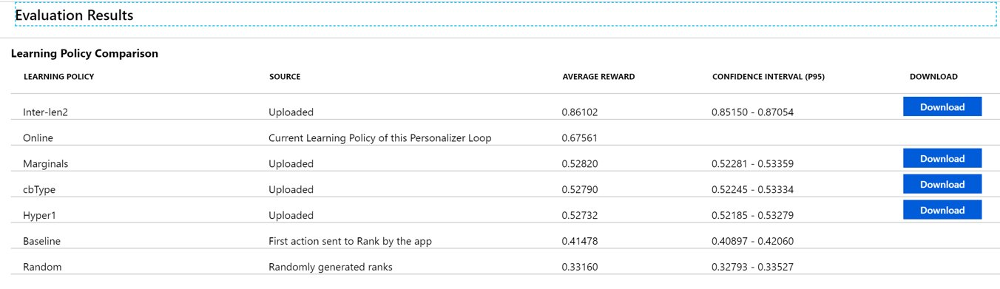 Evaluation Results
Learning Policy Comparison
LEARNING POLICY SOURCE AVERAGE REWARD CONFIDENCE INTERVAL (P95) DOWNLOAD
Inter-len2 Uploaded 0.86102 0.85150 - 0.87054 Download
Online Current Learning Policy of this Personalizer Loop 0.67561
Marginals Uploaded 0.52820 0.52281 - 0.53359 Download
cbType Uploaded 0.52790 0.52245 - 0.53334 Download
Hyper1 Uploaded 0.52732 0.52185 - 0.53279 Download
Baseline First action sent to Rank by the app 0.41478 0.40897 - 0.42060
Random Randomly generated ranks 0.33160 0.32793 - 0.33527